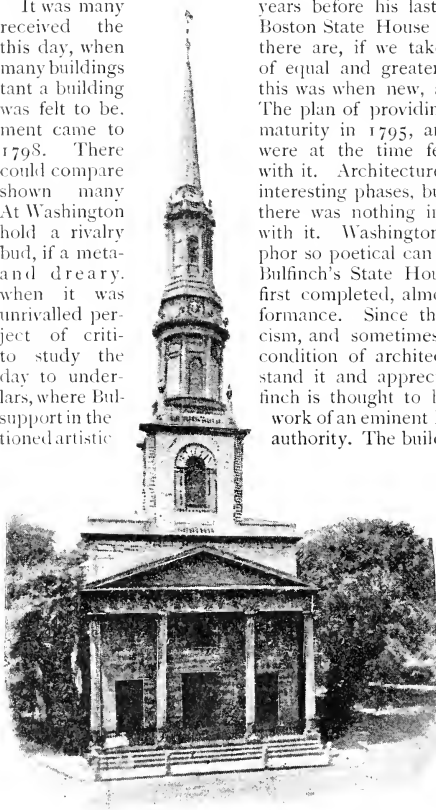 It was many years before his last
received the Boston State House
this day, when there are, if we take
many buildings of equal and greater
tant a building this was when new, a
was felt to be. The plan of providing
ment came to maturity in 1795, an
1798. There were at the time fe
could compare with it. Architecture
shown many interesting phases, bu
At Washington there was nothing in
hold a rivalry with it. Washington
bud, if a meta- phor so poetical can
and dreary. Bulfinch's State Hou
when it was first completed, almo
unrivalled per- formance. Since th
ject of criti- cism, and sometimes
to study the condition of architec
day to under- stand it and apprec
lars, where Bul- finch is thought to h
support in the work of an eminent
tioned artistic authority. The build